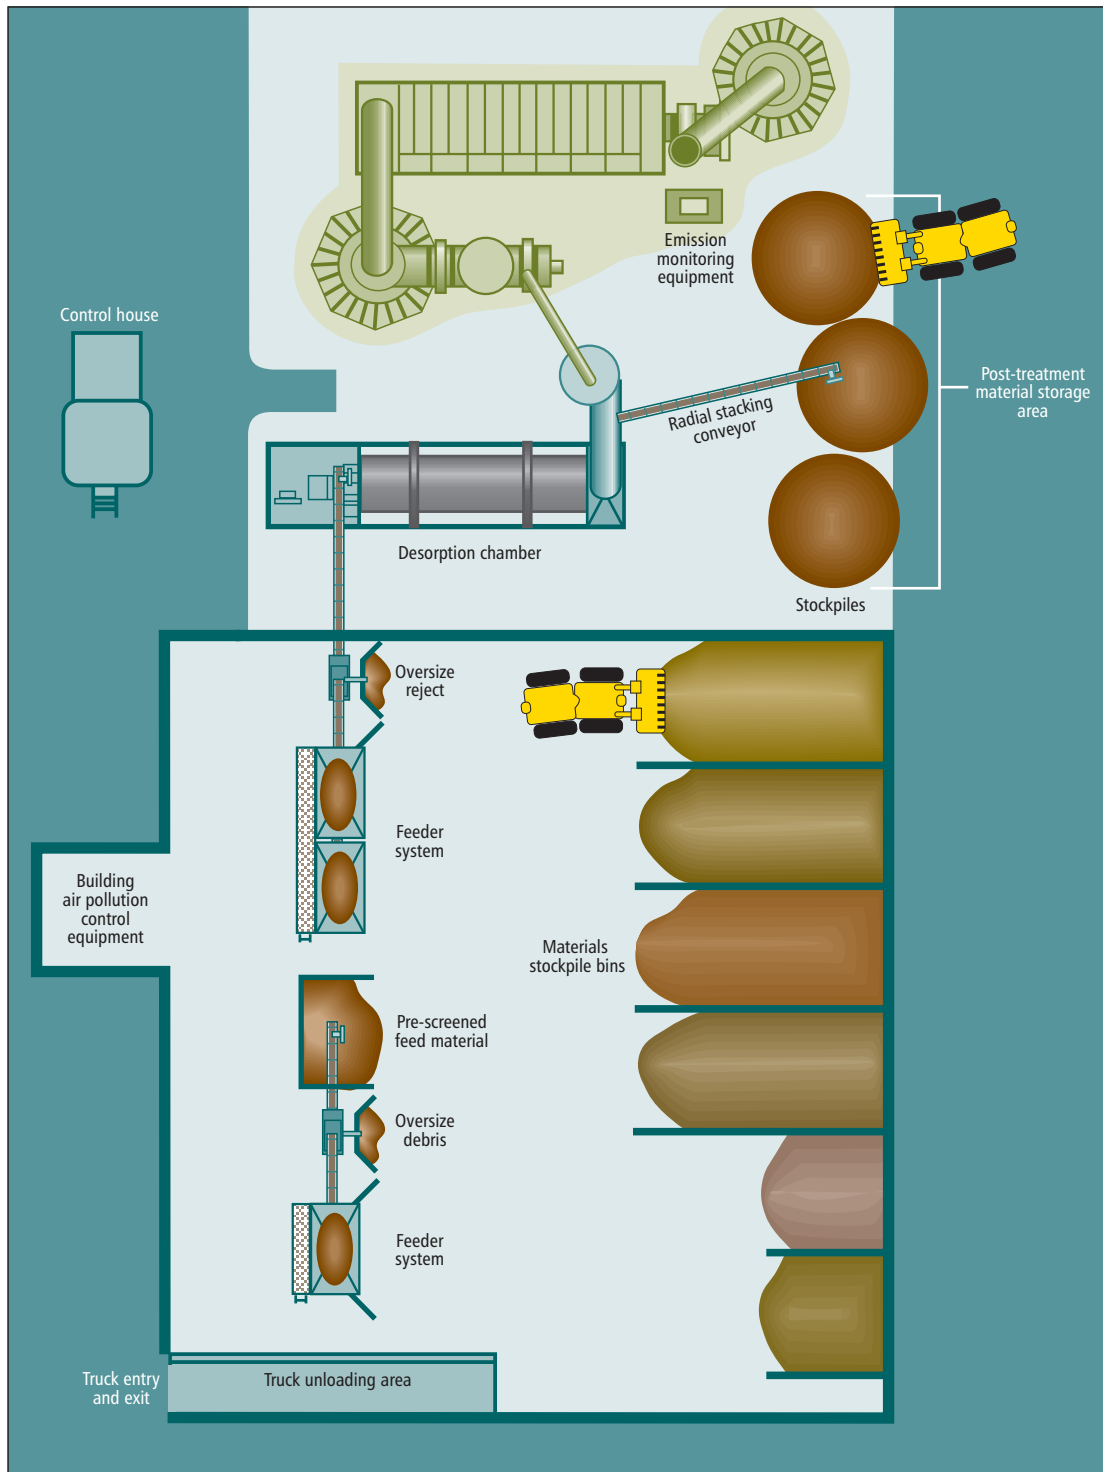 Emission
monitoring
equipment
Control house
Post-treatment
material storage
area
Radial stacking
conveyor
Desorption chamber
Stockpiles
Oversize
reject
Feeder
system
Building
air pollution
control
equipment
Materials
stockpile bins
Pre-screened
feed material
Oversize
debris
Feeder
system
Truck entry
and exit
Truck unloading area